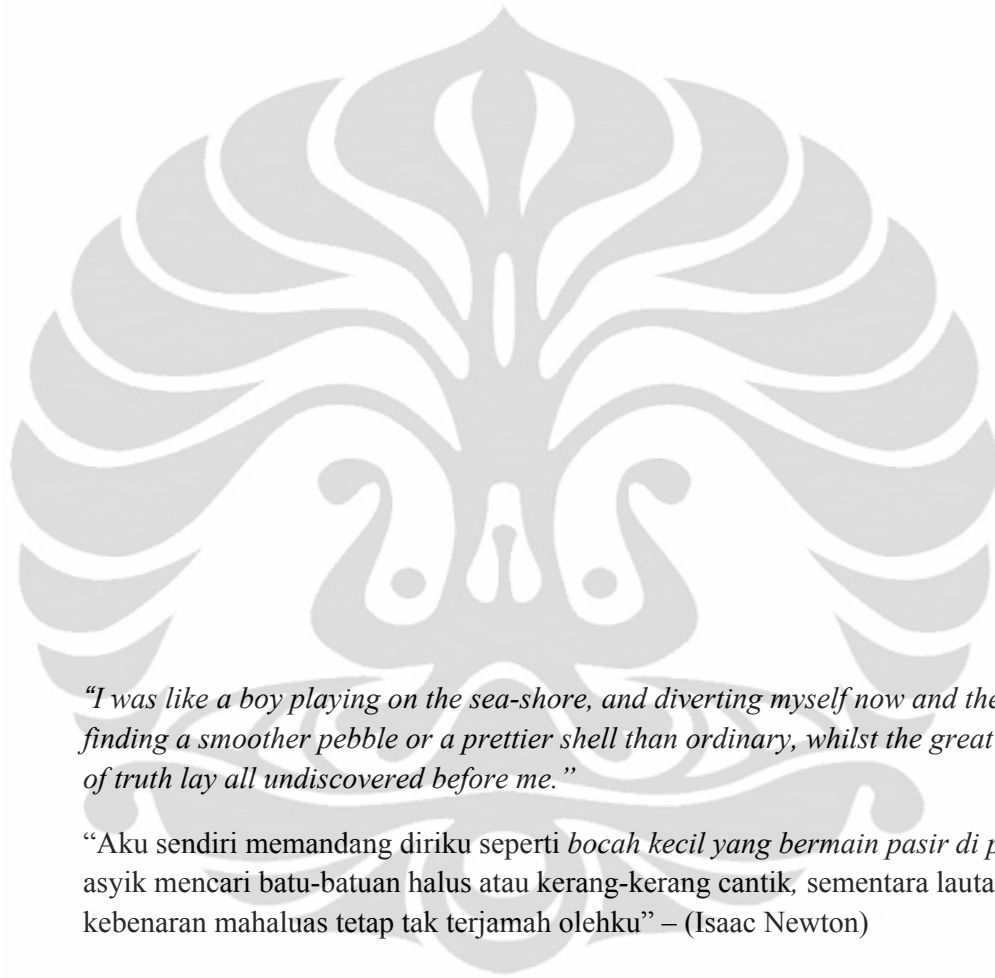 “I was like a boy playing on the sea-shore, and diverting myself now and the
finding a smoother pebble or a prettier shell than ordinary, whilst the great
of truth lay all undiscovered before me.”
“Aku sendiri memandang diriku seperti bocah kecil yang bermain pasir di
asyik mencari batu-batuan halus atau kerang-kerang cantik, sementara
kebenaran mahaluas tetap tak terjamah olehku” – (Isaac Newton)